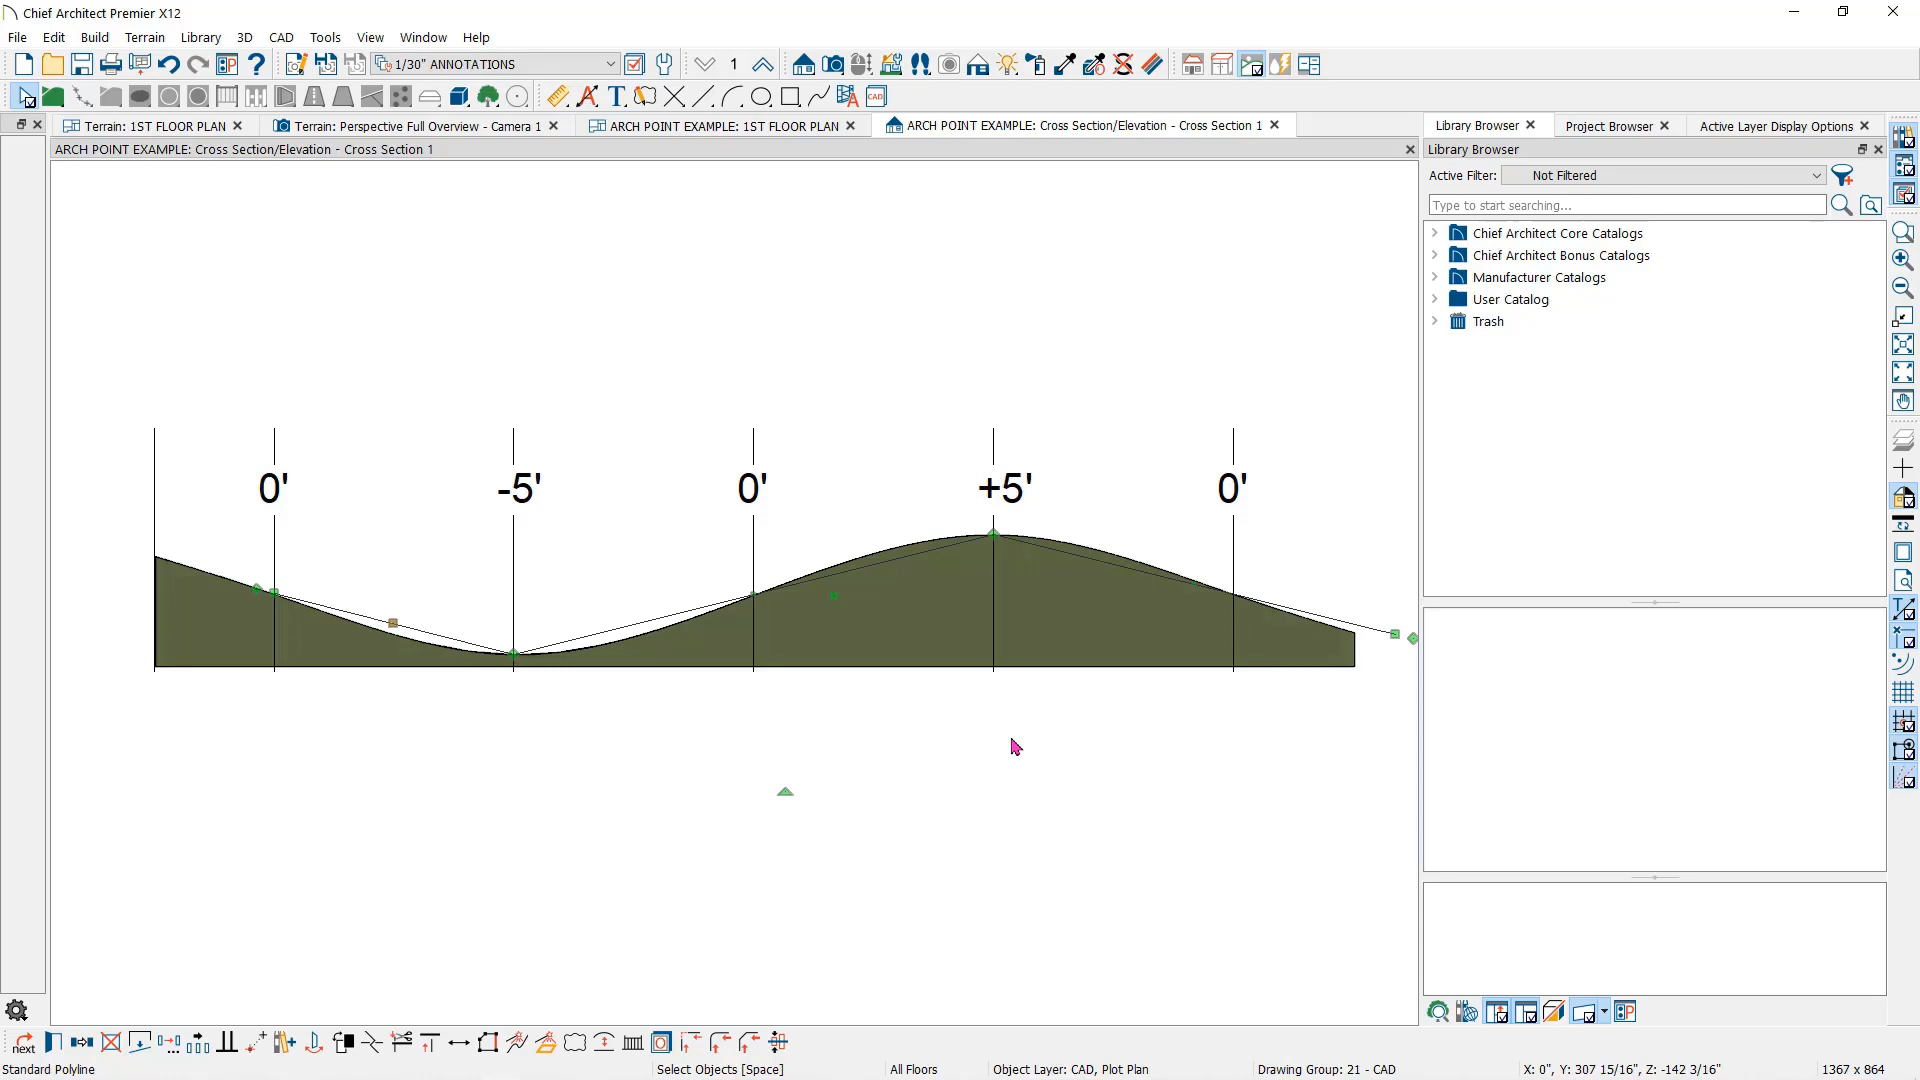 Chief Architect Premier X12
File Edit Build Terrain Library 3D CAD Tools View Window Help
1/30" ANNOTATIONS 1
Terrain: 1ST FLOOR PLAN Terrain: Perspective Full Overview - Camera 1 ARCH POINT EXAMPLE: 1ST FLOOR PLAN ARCH POINT EXAMPLE: Cross Section/Elevation - Cross Section 1 Library Browser Project Browser Active Layer Display Options
ARCH POINT EXAMPLE: Cross Section/Elevation - Cross Section 1
Library Browser
Active Filter: Not Filtered
Type to start searching...
Chief Architect Core Catalogs
Chief Architect Bonus Catalogs
Manufacturer Catalogs
User Catalog
Trash
0' -5' 0' +5' 0'
next
Standard Polyline Select Objects [Space] All Floors Object Layer: CAD, Plot Plan Drawing Group: 21 - CAD X: 0", Y: 307 15/16", Z: -142 3/16" 1367 x 864